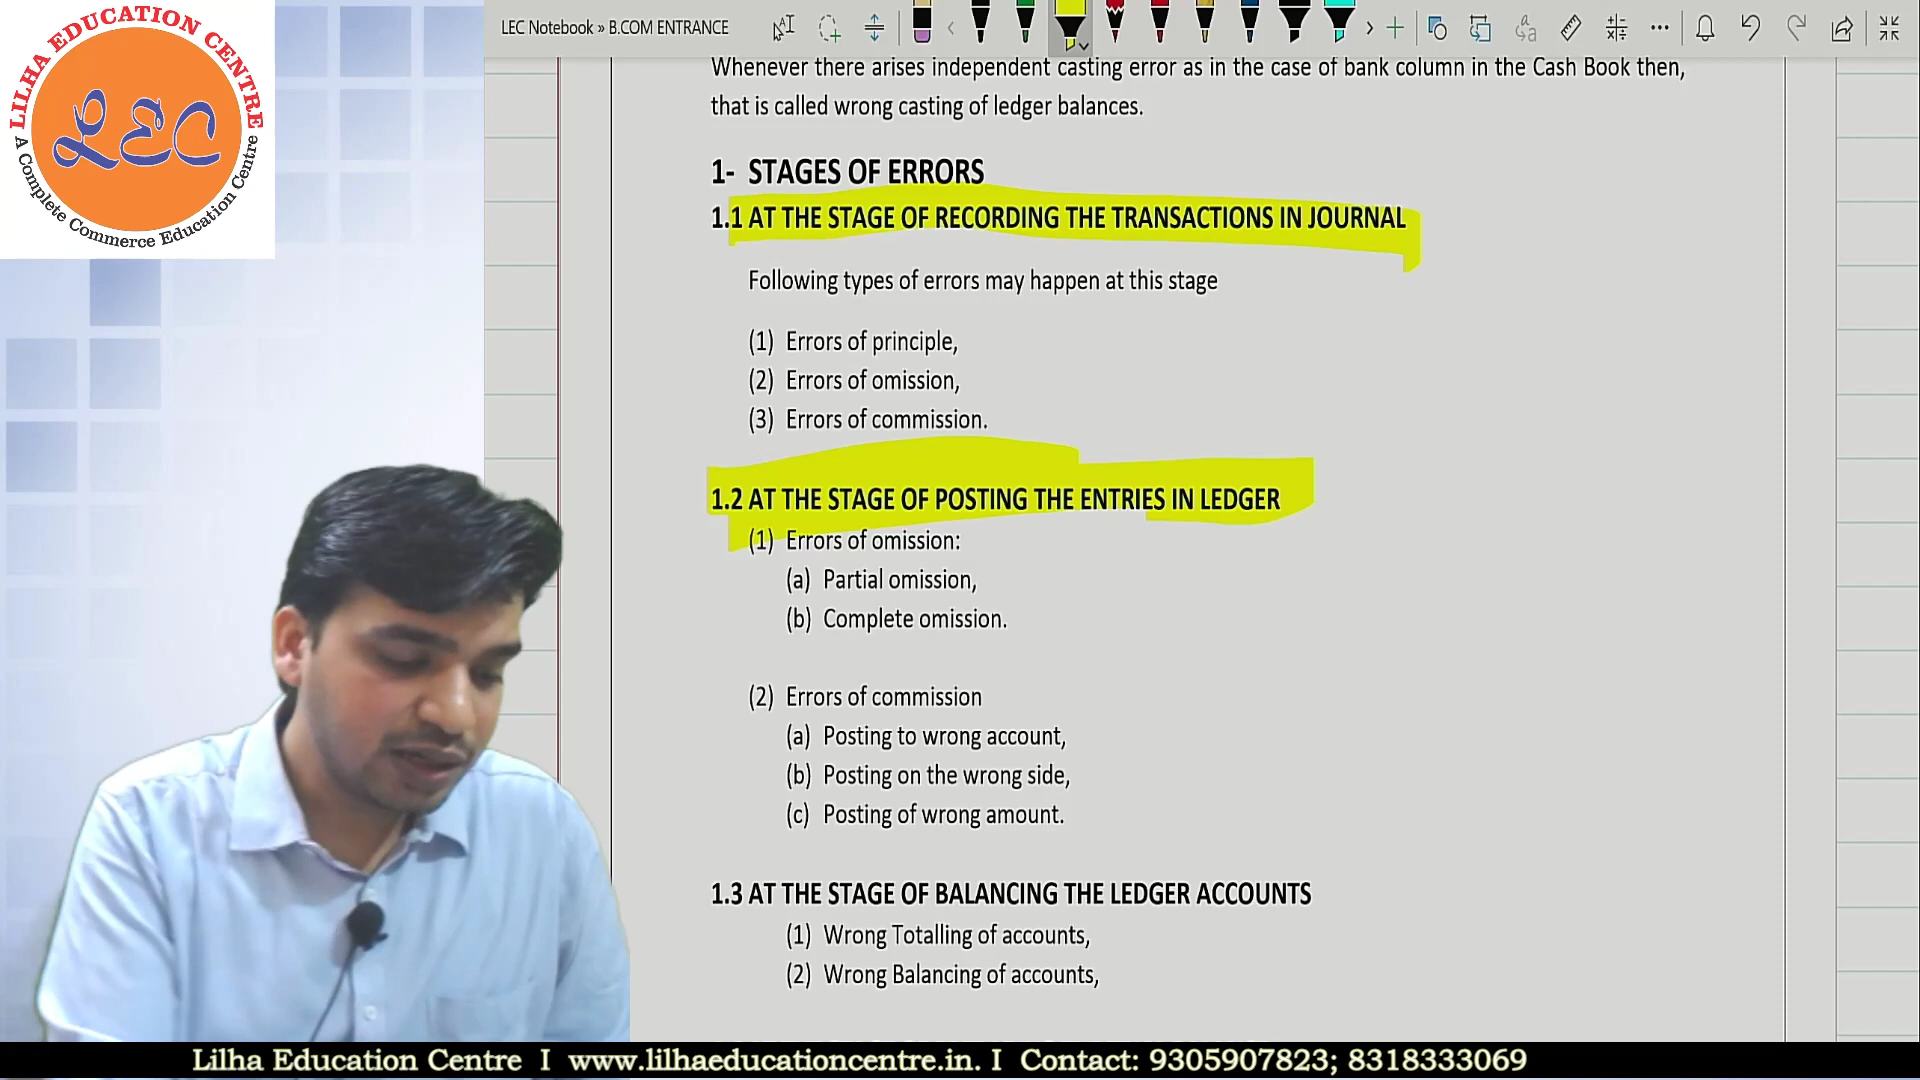 LILHA EDUCATION CENTRE
LEC
A Complete Commerce Education Centre
LEC Notebook » B.COM ENTRANCE
Whenever there arises independent casting error as in the case of bank column in the Cash Book then,
that is called wrong casting of ledger balances.
1- STAGES OF ERRORS
1.1 AT THE STAGE OF RECORDING THE TRANSACTIONS IN JOURNAL
Following types of errors may happen at this stage
(1) Errors of principle,
(2) Errors of omission,
(3) Errors of commission.
1.2 AT THE STAGE OF POSTING THE ENTRIES IN LEDGER
(1) Errors of omission:
(a) Partial omission,
(b) Complete omission.
(2) Errors of commission
(a) Posting to wrong account,
(b) Posting on the wrong side,
(c) Posting of wrong amount.
1.3 AT THE STAGE OF BALANCING THE LEDGER ACCOUNTS
(1) Wrong Totalling of accounts,
(2) Wrong Balancing of accounts,
Lilha Education Centre I www.lilhaeducationcentre.in. I Contact: 9305907823; 8318333069